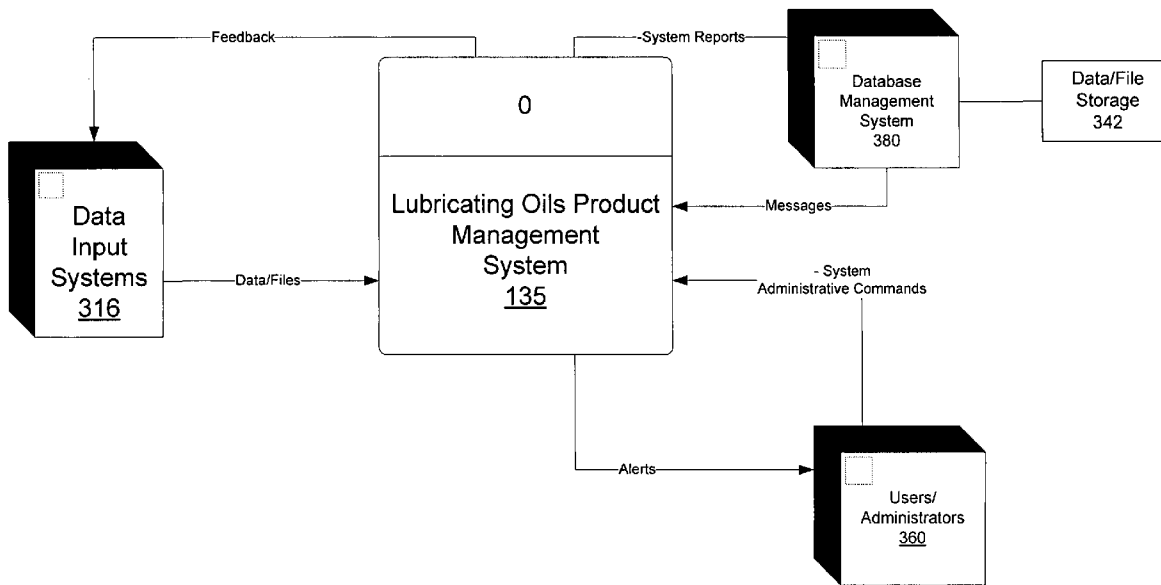 Feedback
-System Reports
0
Database
Management
System
380
Data/File
Storage
342
Data
Input
Systems
316
Lubricating Oils Product
Management
System
135
Messages
Data/Files
- System
Administrative Commands
Alerts
Users/
Administrators
360